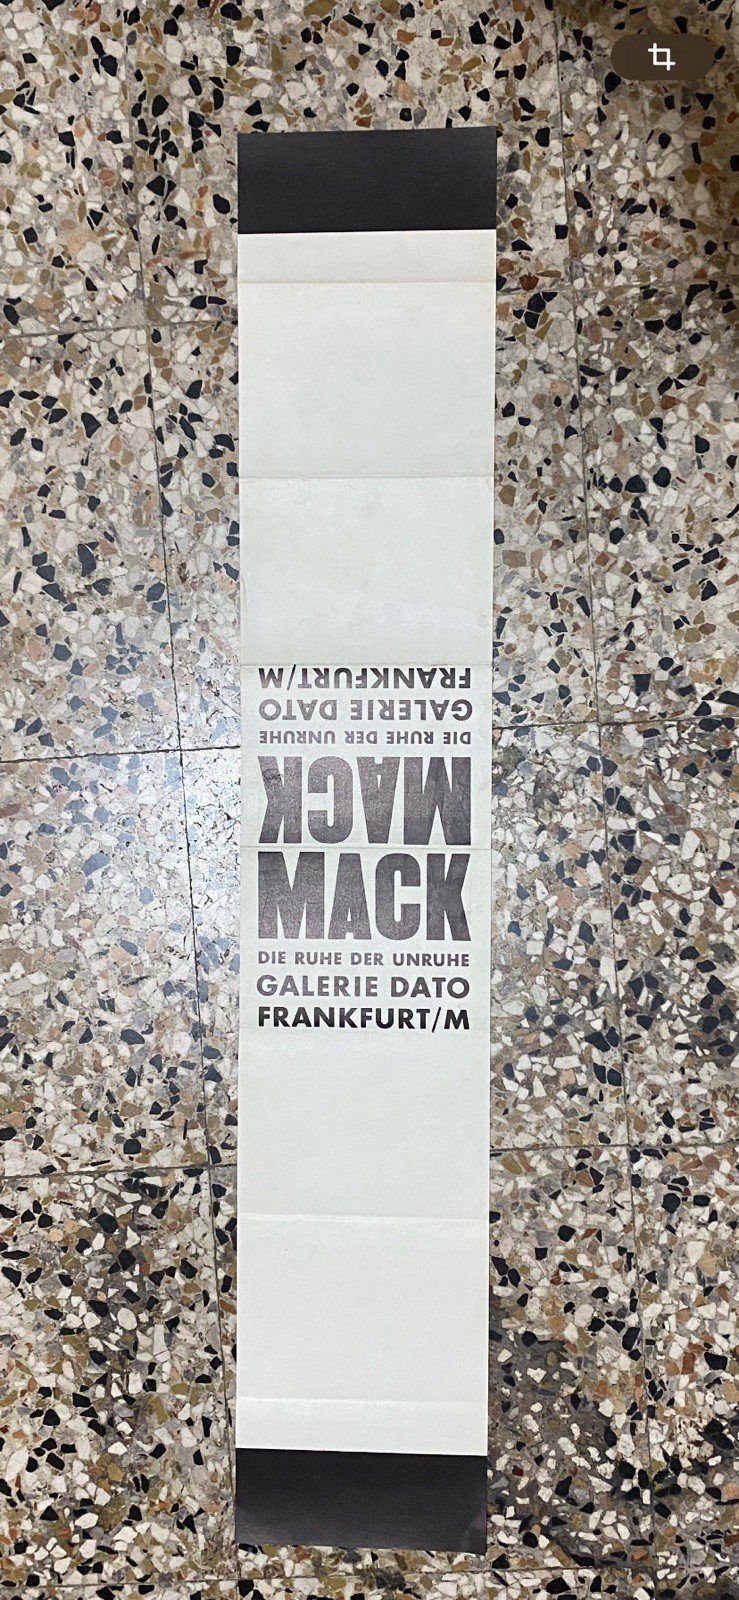 FRANKFURT/M
GALERIE DATO
DIE RUHE DER UNRUHE
MACK
MACK
DIE RUHE DER UNRUHE
GALERIE DATO
FRANKFURT/M